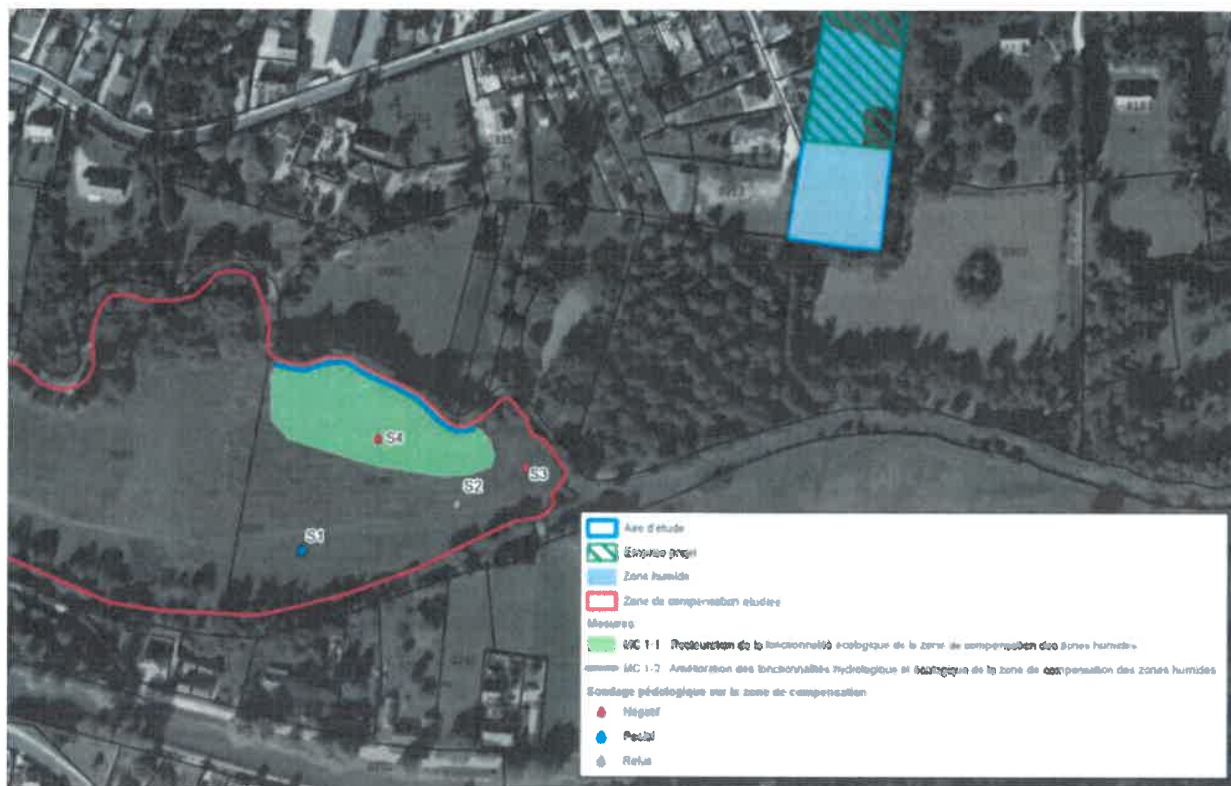 S4
S3
S2
S1
Aire d'étude
Emprise projet
Zone humide
Zone de compensation étudiée
Mesures
MC 1-1 Restauration de la fonctionnalité écologique de la zone de compensation des zones humides
MC 1-2 Amélioration des fonctionnalités hydrologique et écologique de la zone de compensation des zones humides
Sondage pédologique sur la zone de compensation
Négatif
Positif
Refus